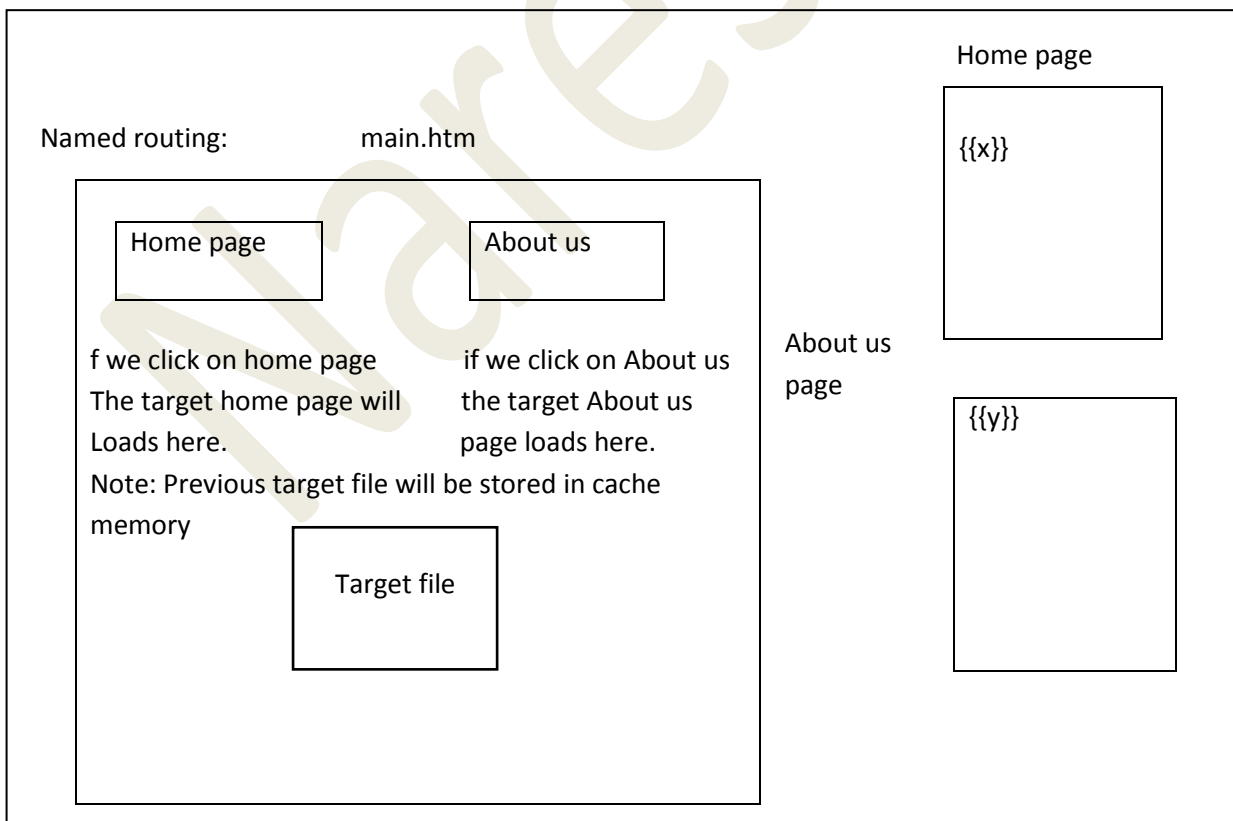 Home page
Named routing: main.htm
{{x}}
Home page About us
f we click on home page if we click on About us
The target home page will the target About us
Loads here. page loads here.
Note: Previous target file will be stored in cache
memory
Target file
About us
page
{{y}}
Nares